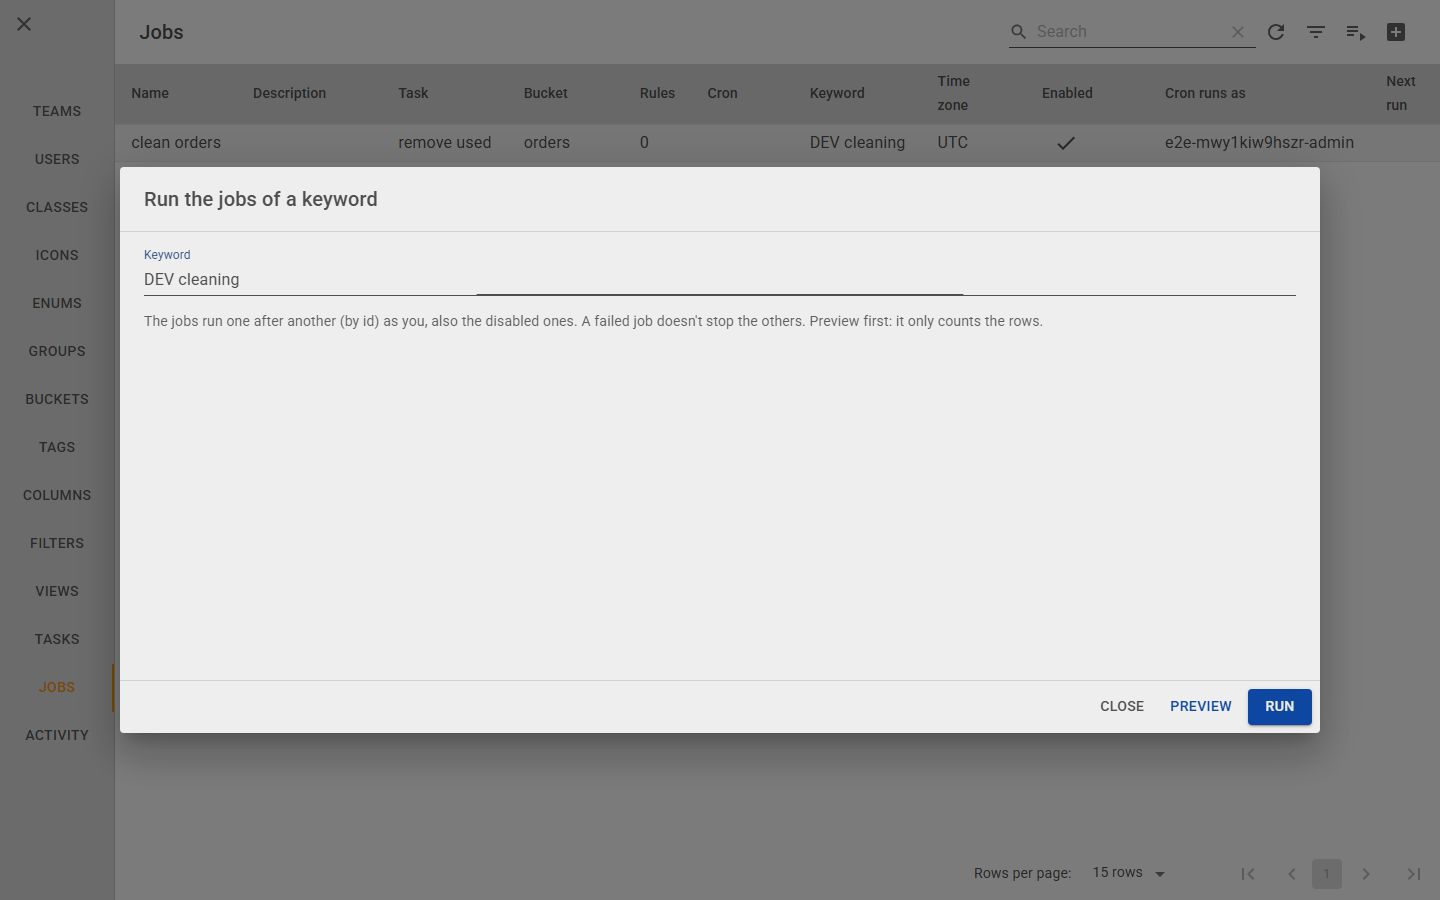 Jobs
Search
TEAMS
USERS
CLASSES
ICONS
ENUMS
GROUPS
BUCKETS
TAGS
COLUMNS
FILTERS
VIEWS
TASKS
JOBS
ACTIVITY
Name Description Task Bucket Rules Cron Keyword Time zone Enabled Cron runs as Next run
clean orders remove used orders 0 DEV cleaning UTC e2e-mwy1kiw9hszr-admin
Run the jobs of a keyword
Keyword
DEV cleaning
The jobs run one after another (by id) as you, also the disabled ones. A failed job doesn't stop the others. Preview first: it only counts the rows.
CLOSE PREVIEW RUN
Rows per page: 15 rows 1